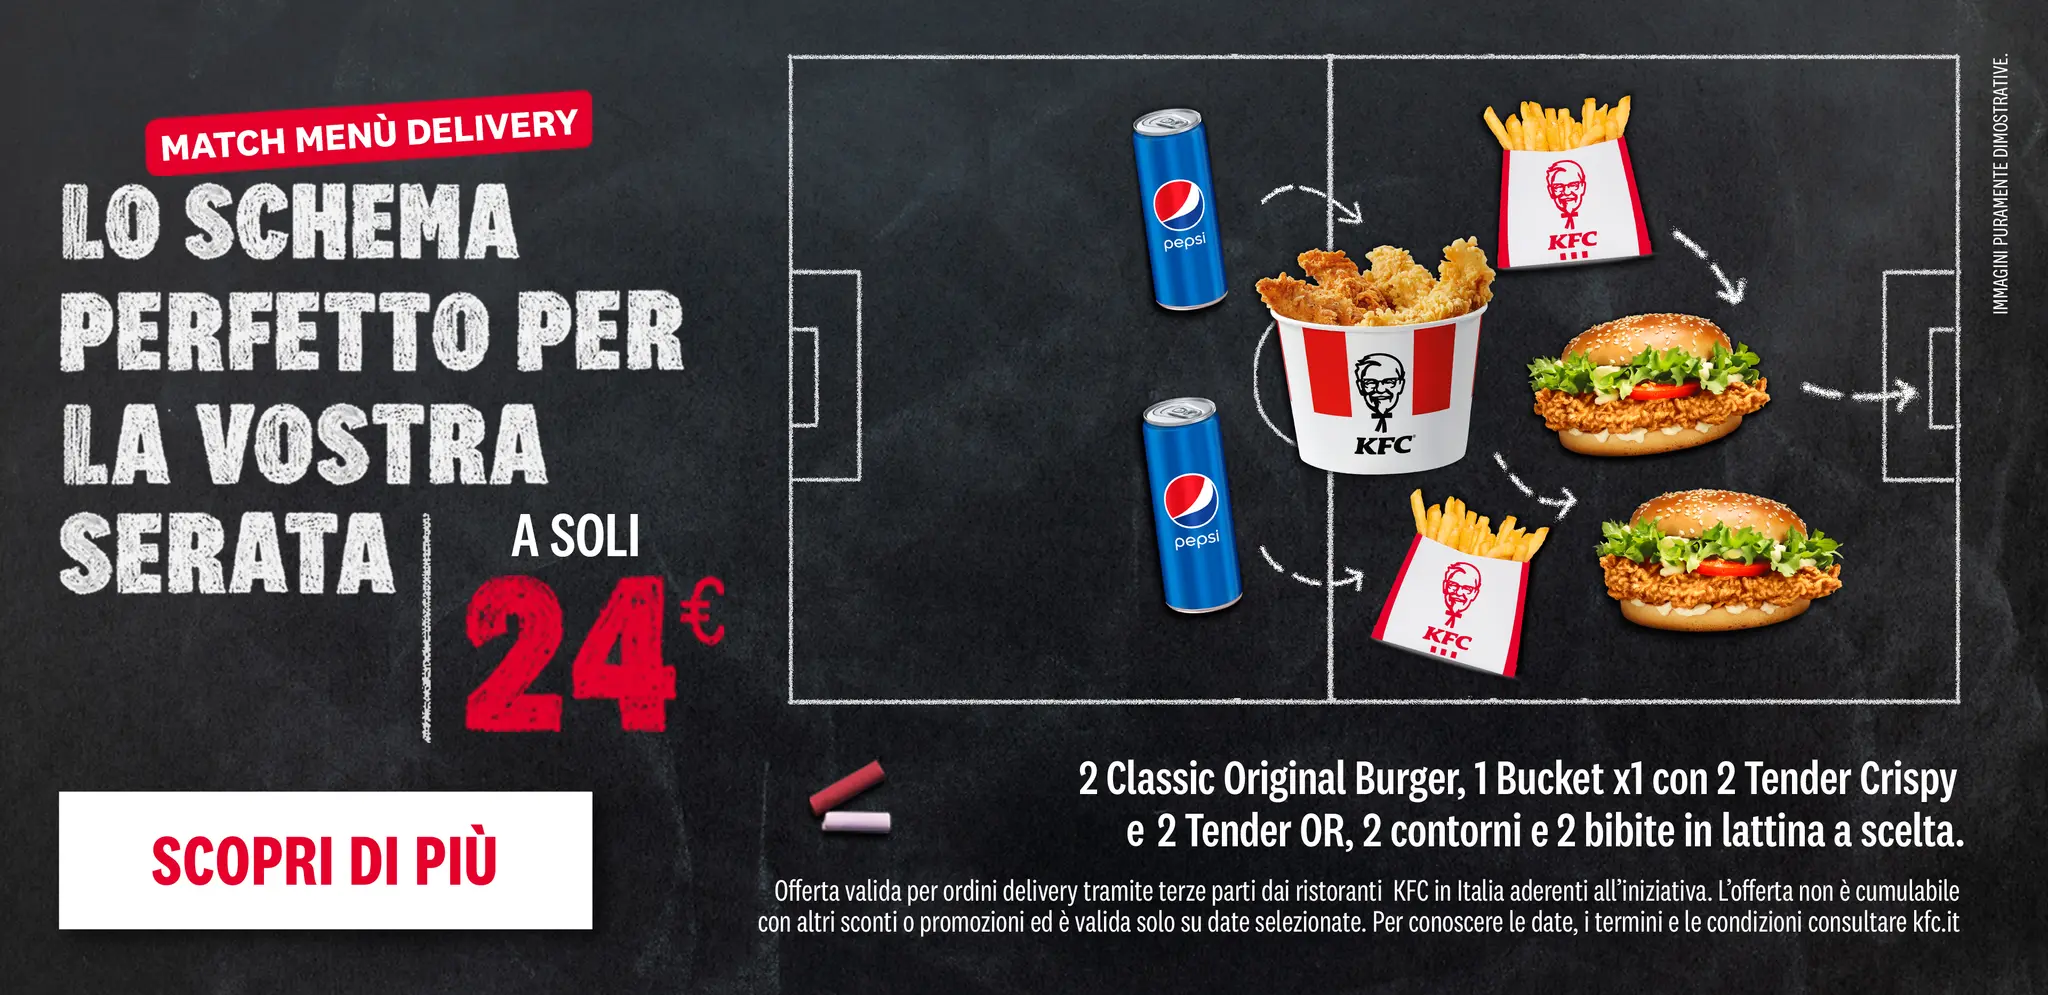 MATCH MENÙ DELIVERY
LO SCHEMA
PERFETTO PER
LA VOSTRA
SERATA
A SOLI
24€
SCOPRI DI PIÙ
pepsi
KFC
KFC
pepsi
KFC
IMMAGINI PURAMENTE DIMOSTRATIVE.
2 Classic Original Burger, 1 Bucket x1 con 2 Tender Crispy
e 2 Tender OR, 2 contorni e 2 bibite in lattina a scelta.
Offerta valida per ordini delivery tramite terze parti dai ristoranti KFC in Italia aderenti all'iniziativa. L'offerta non è cumulabile
con altri sconti o promozioni ed è valida solo su date selezionate. Per conoscere le date, i termini e le condizioni consultare kfc.it